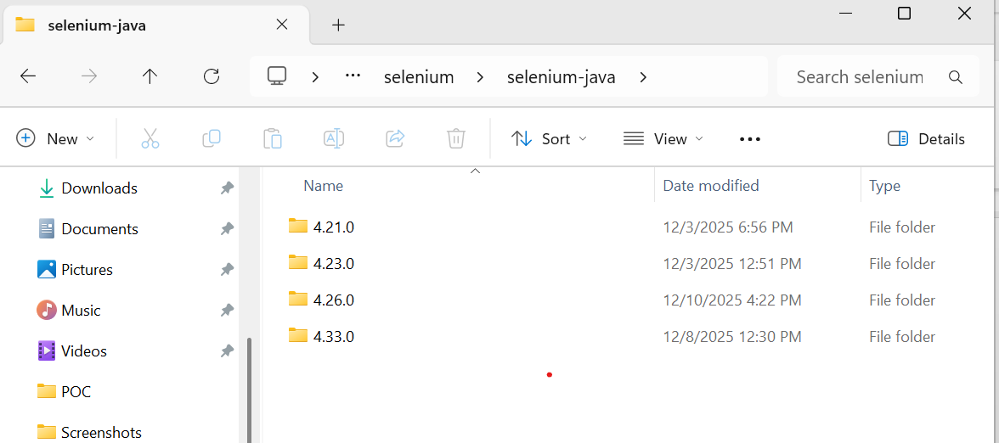 selenium-java
selenium selenium-java Search selenium
New Sort View Details
Name Date modified Type
Downloads
Documents
Pictures
Music
Videos
POC
Screenshots
4.21.0 12/3/2025 6:56 PM File folder
4.23.0 12/3/2025 12:51 PM File folder
4.26.0 12/10/2025 4:22 PM File folder
4.33.0 12/8/2025 12:30 PM File folder